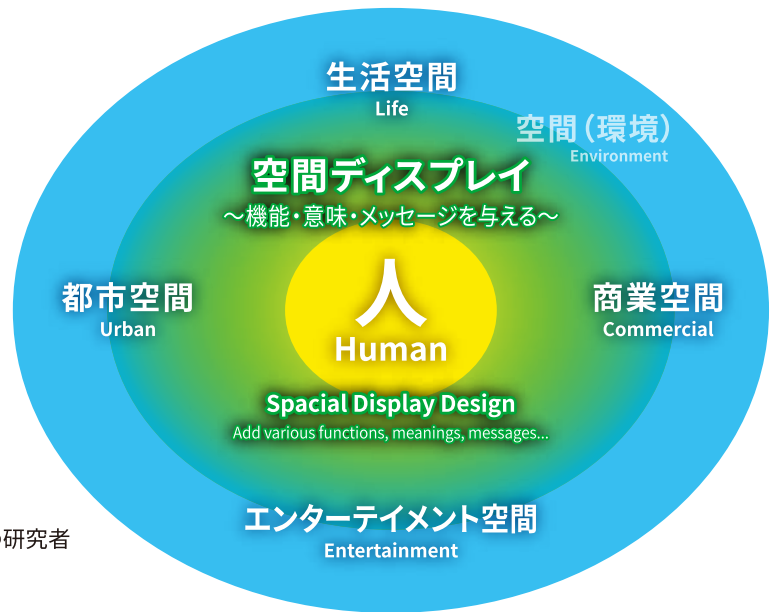 生活空間
Life
空間（環境）
Environment
空間ディスプレイ
～機能・意味・メッセージを与える～
都市空間
Urban
人
Human
商業空間
Commercial
Spacial Display Design
Add various functions, meanings, messages...
エンターテイメント空間
Entertainment
研究者